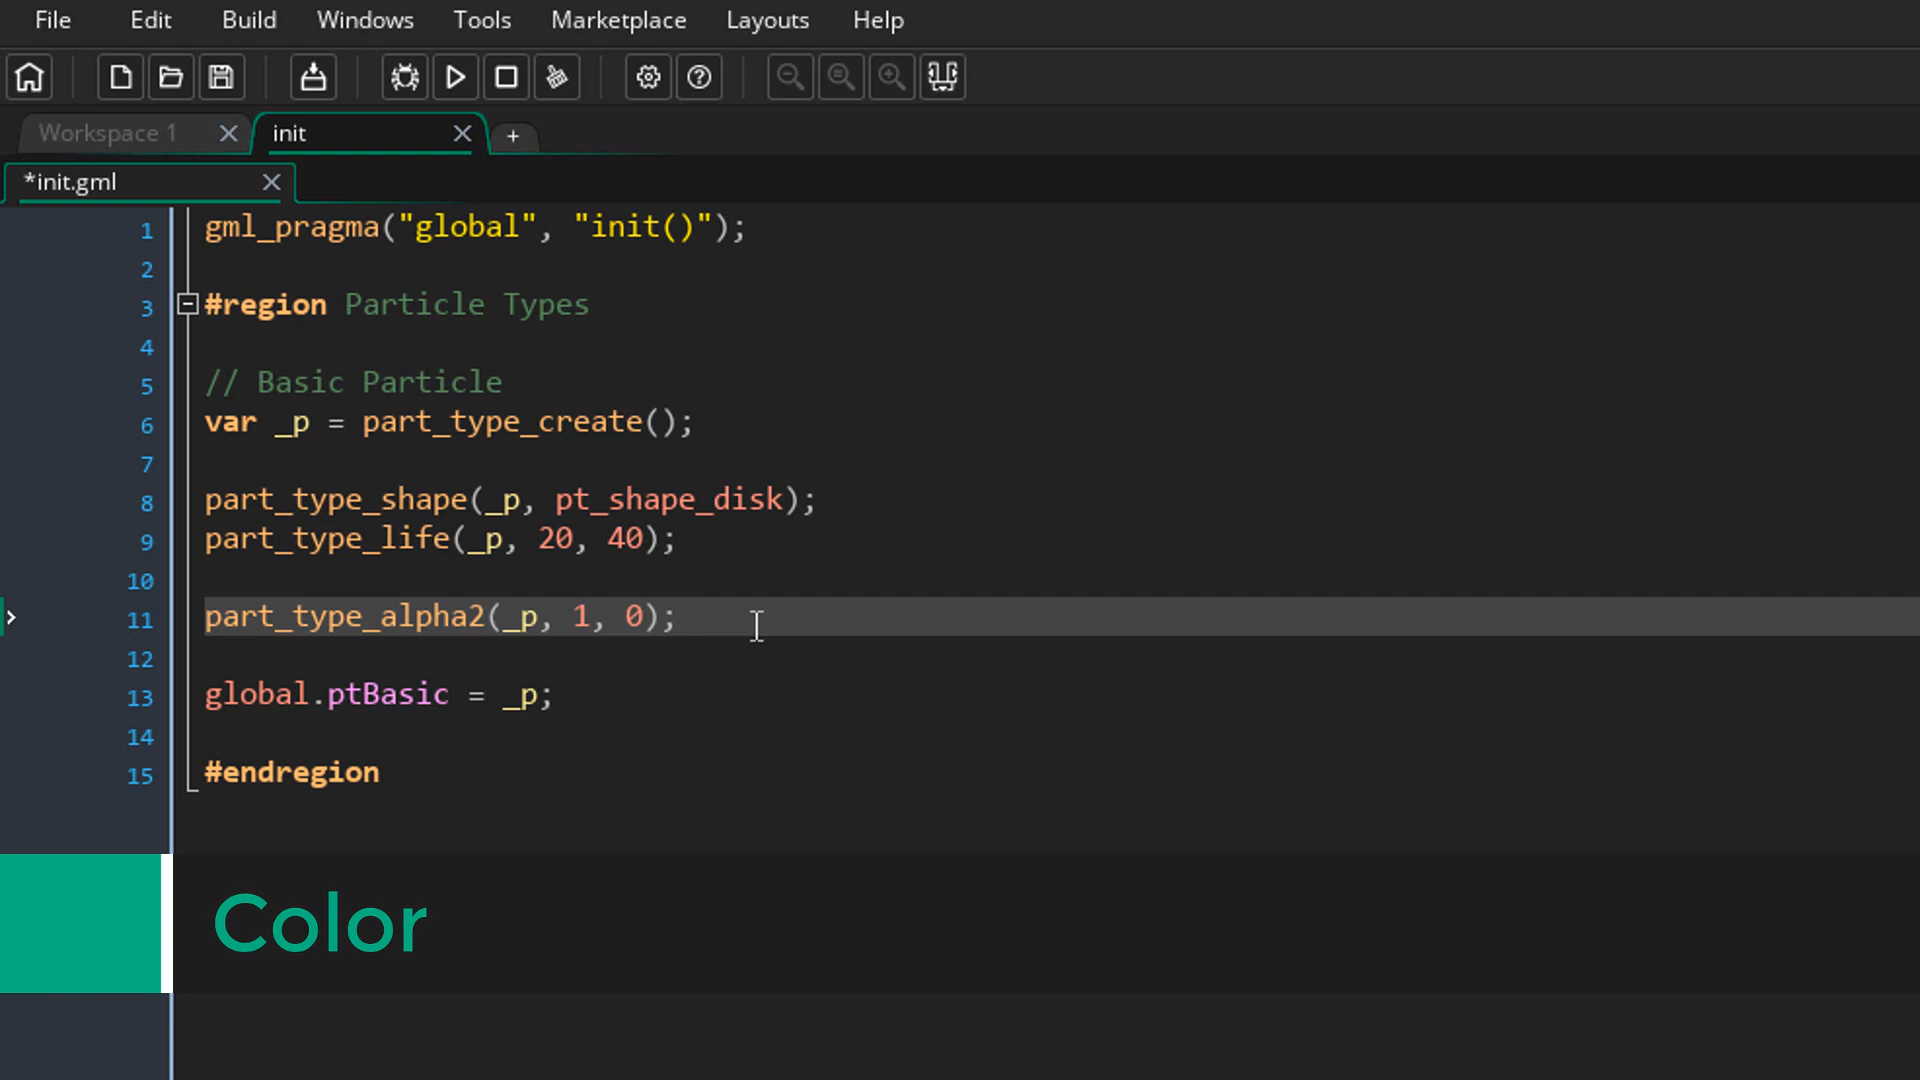 File Edit Build Windows Tools Marketplace Layouts Help
Workspace 1 init +
*init.gml
1 gml_pragma("global", "init()");
2
3 #region Particle Types
4
5 // Basic Particle
6 var _p = part_type_create();
7
8 part_type_shape(_p, pt_shape_disk);
9 part_type_life(_p, 20, 40);
10
11 part_type_alpha2(_p, 1, 0);
12
13 global.ptBasic = _p;
14
15 #endregion
Color